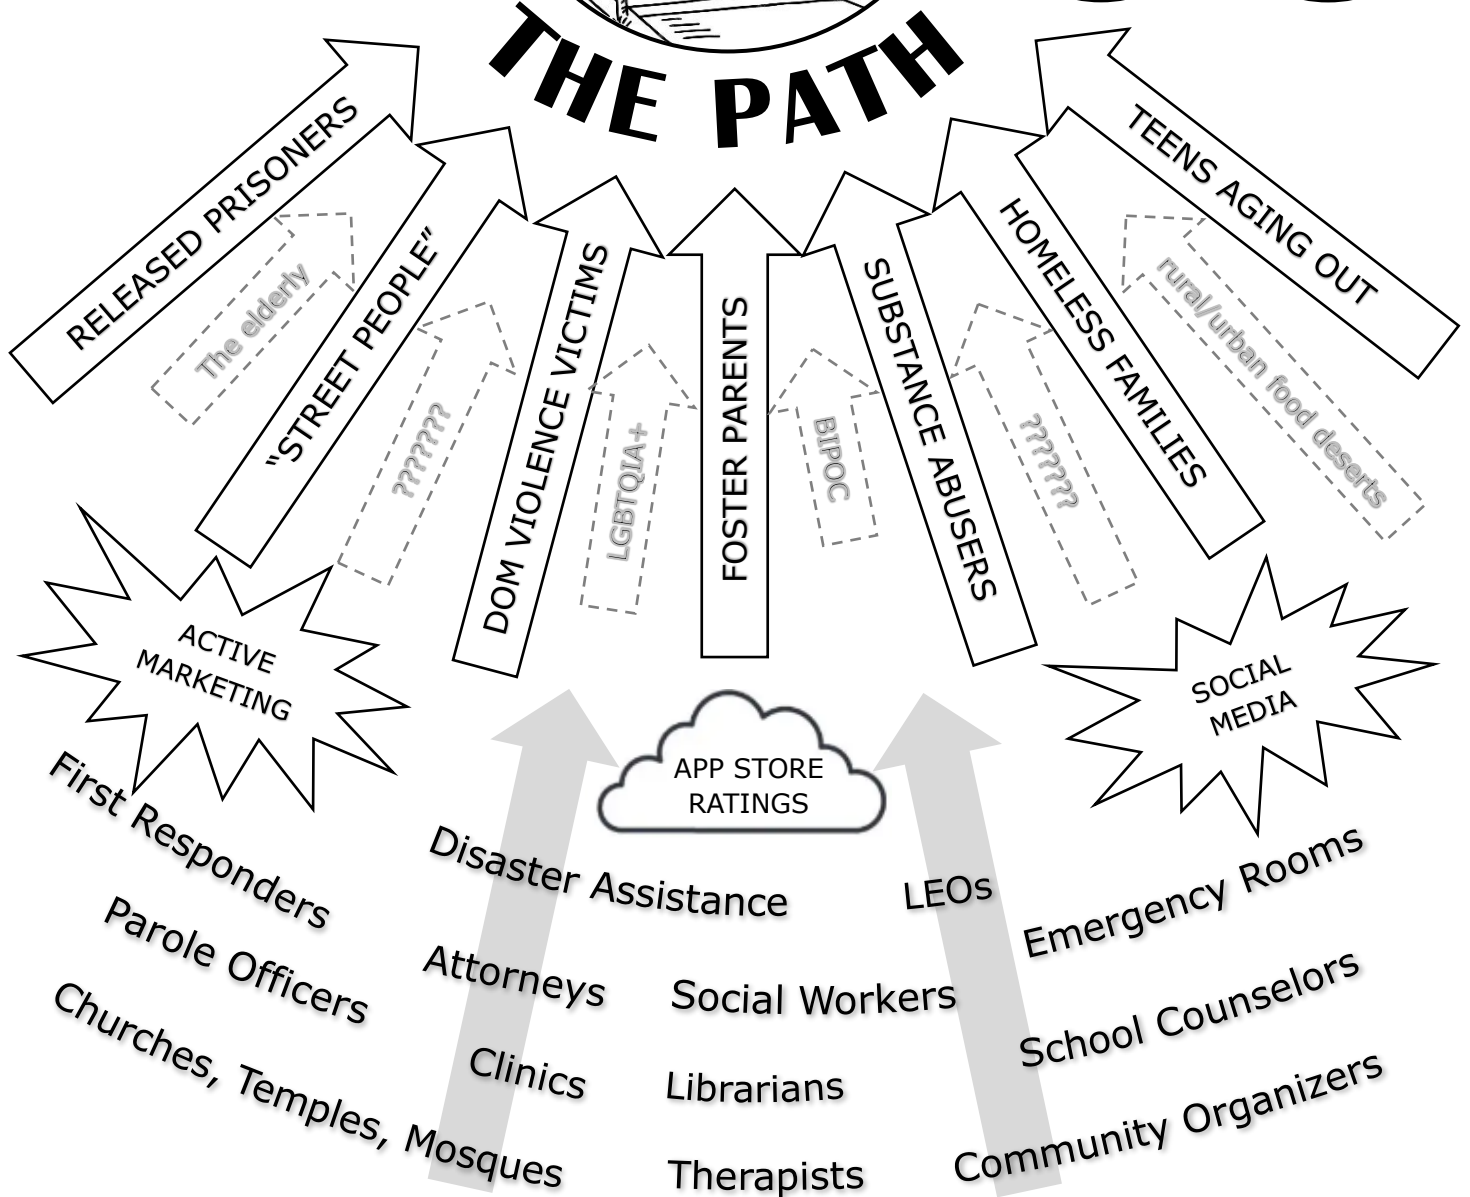 THE PATH
RELEASED PRISONERS
The elderly
“STREET PEOPLE”
???????
DOM VIOLENCE VICTIMS
LGBTQIA+
FOSTER PARENTS
BIPOC
SUBSTANCE ABUSERS
???????
HOMELESS FAMILIES
rural/urban food deserts
TEENS AGING OUT
ACTIVE
MARKETING
APP STORE
RATINGS
SOCIAL
MEDIA
First Responders
Disaster Assistance
LEOs
Emergency Rooms
Parole Officers
Attorneys
Social Workers
School Counselors
Churches, Temples, Mosques
Clinics
Librarians
Community Organizers
Therapists